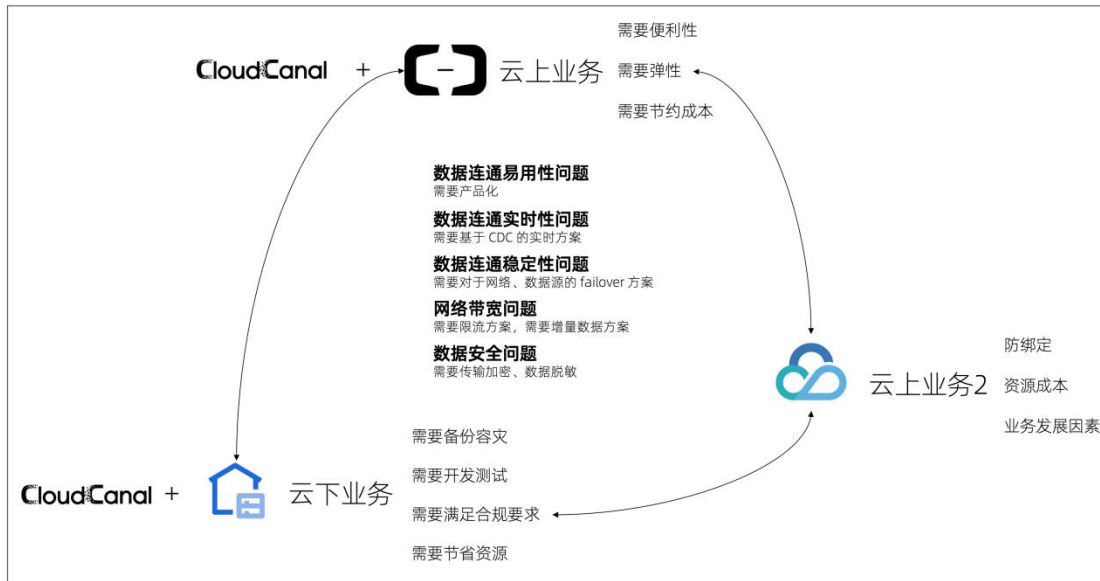 需要便利性
CloudCanal + 云上业务 需要弹性
需要节约成本
数据连通易用性问题
需要产品化
数据连通实时性问题
需要基于 CDC 的实时方案
数据连通稳定性问题
需要对于网络、数据源的 failover 方案
网络带宽问题
需要限流方案，需要增量数据方案
数据安全问题
需要传输加密、数据脱敏
防绑定
云上业务2 资源成本
业务发展因素
需要备份容灾
需要开发测试
CloudCanal + 云下业务
需要满足合规要求
需要节省资源